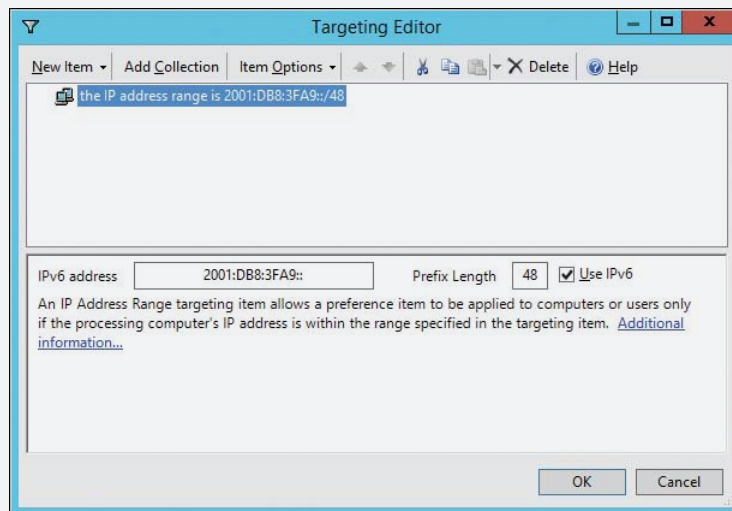 Targeting Editor
New Item Add Collection Item Options Delete Help
the IP address range is 2001:DB8:3FA9::/48
IPv6 address 2001:DB8:3FA9:: Prefix Length 48 Use IPv6
An IP Address Range targeting item allows a preference item to be applied to computers or users only
if the processing computer's IP address is within the range specified in the targeting item. Additional
information...
OK Cancel